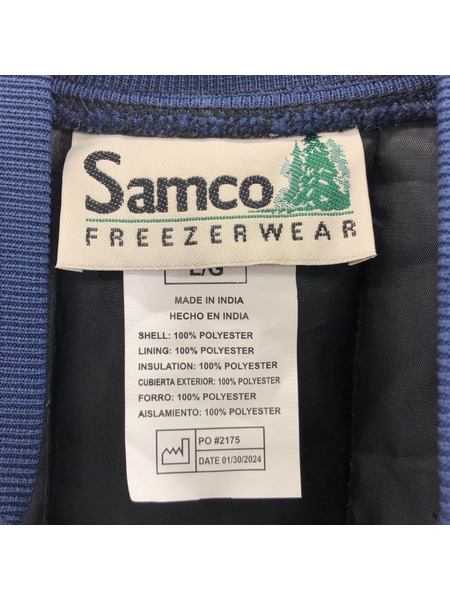 Samco
FREEZERWEAR
L/G
MADE IN INDIA
HECHO EN INDIA
SHELL: 100% POLYESTER
LINING: 100% POLYESTER
INSULATION: 100% POLYESTER
CUBIERTA EXTERIOR: 100% POLYESTER
FORRO: 100% POLYESTER
AISLAMIENTO: 100% POLYESTER
PO #2175
DATE 01/30/2024